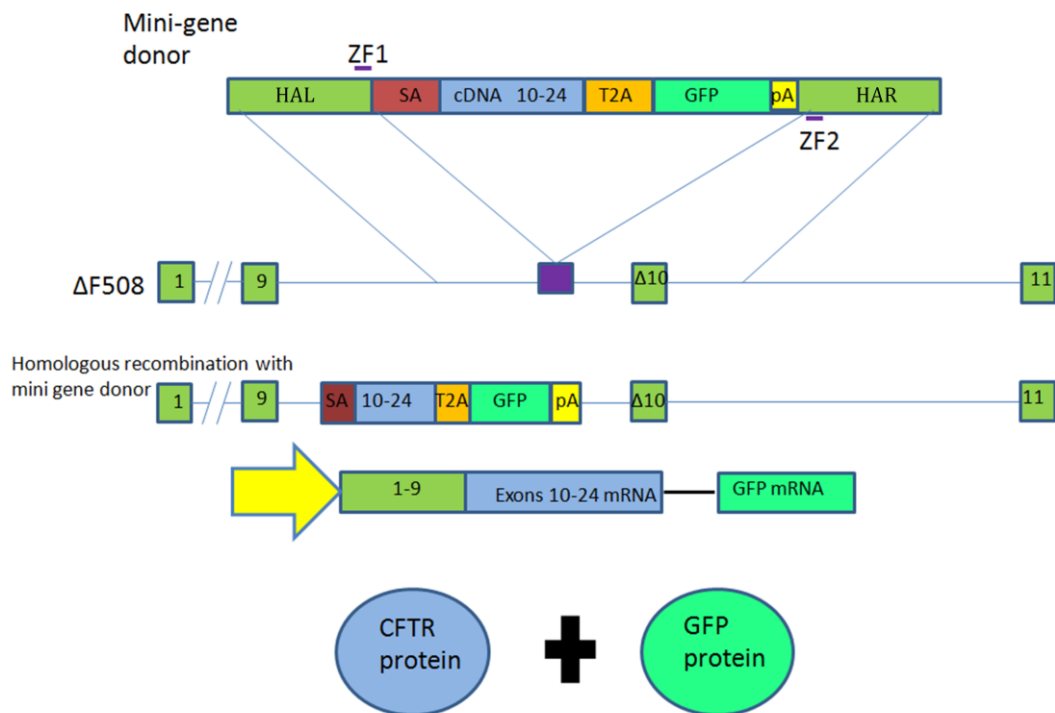 Mini-gene
donor
ZF1
HAL SA cDNA 10-24 T2A GFP pA HAR
ZF2
ΔF508 1 9 Δ10 11
Homologous recombination with
mini gene donor
1 9 SA 10-24 T2A GFP pA Δ10 11
1-9 Exons 10-24 mRNA GFP mRNA
CFTR
protein
GFP
protein